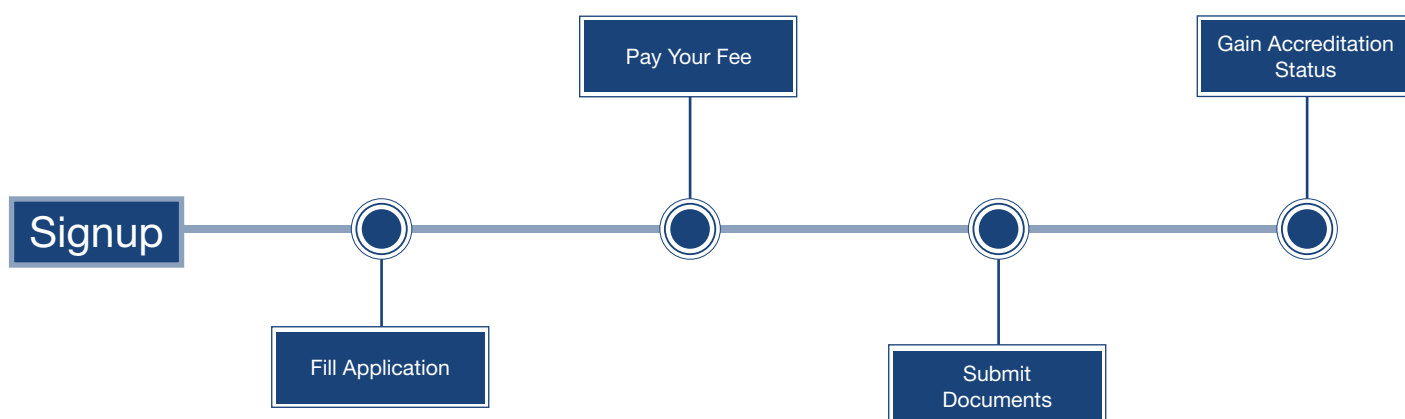 Signup
Fill Application
Pay Your Fee
Submit
Documents
Gain Accreditation
Status